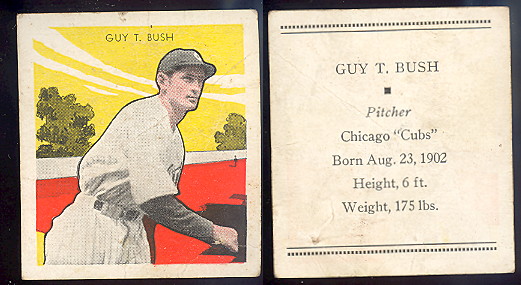 GUY T. BUSH
GUY T. BUSH
Pitcher
Chicago "Cubs"
Born Aug. 23, 1902
Height, 6 ft.
Weight, 175 lbs.